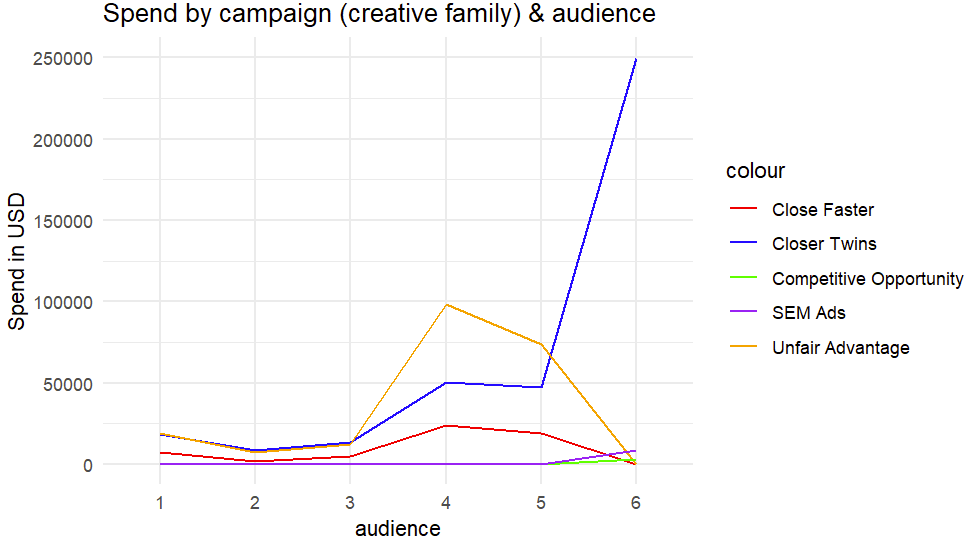 Spend by campaign (creative family) & audience
250000
200000
150000
100000
50000
0
Spend in USD
1 2 3 4 5 6
audience
colour
Close Faster
Closer Twins
Competitive Opportunity
SEM Ads
Unfair Advantage